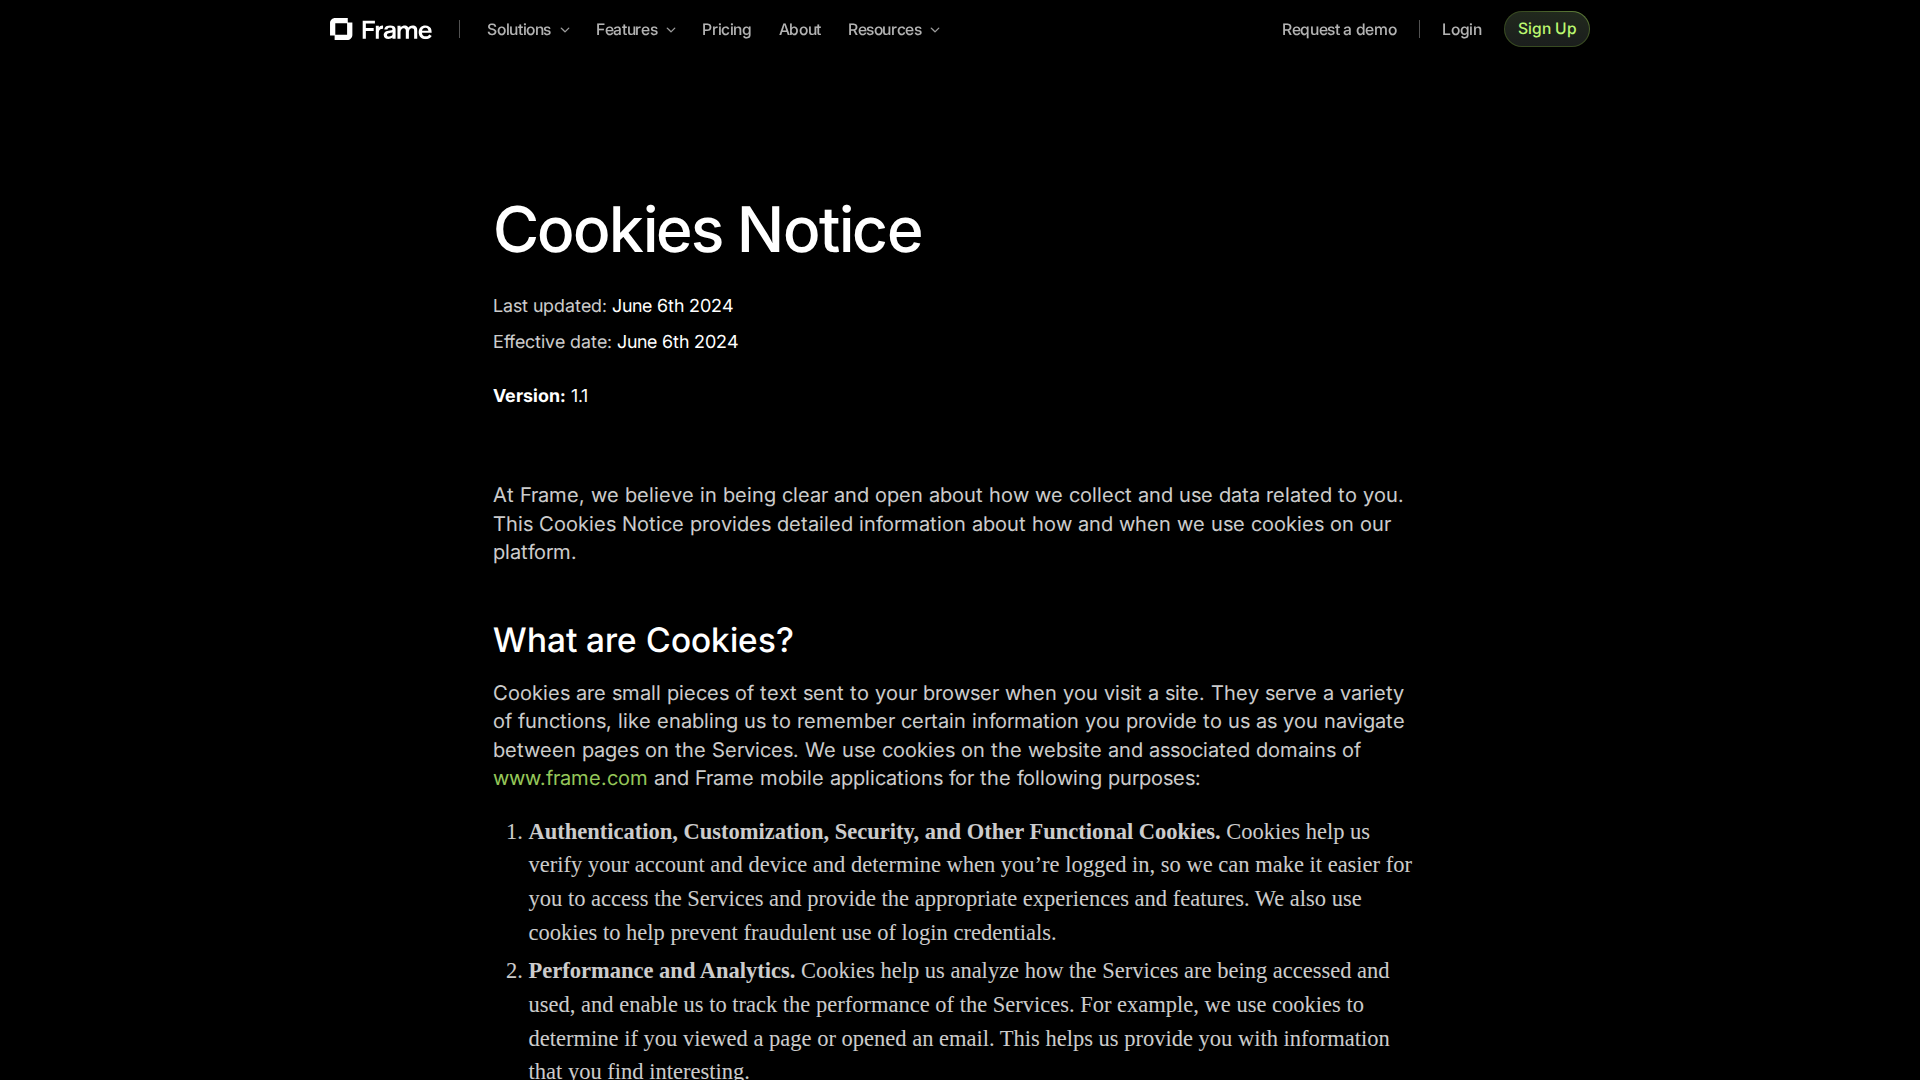 Frame
Solutions
Features
Pricing
About
Resources
Request a demo
Login
Sign Up
Cookies Notice
Last updated: June 6th 2024
Effective date: June 6th 2024
Version: 1.1
At Frame, we believe in being clear and open about how we collect and use data related to you.
This Cookies Notice provides detailed information about how and when we use cookies on our
platform.
What are Cookies?
Cookies are small pieces of text sent to your browser when you visit a site. They serve a variety
of functions, like enabling us to remember certain information you provide to us as you navigate
between pages on the Services. We use cookies on the website and associated domains of
www.frame.com and Frame mobile applications for the following purposes:
1. Authentication, Customization, Security, and Other Functional Cookies. Cookies help us
verify your account and device and determine when you’re logged in, so we can make it easier for
you to access the Services and provide the appropriate experiences and features. We also use
cookies to help prevent fraudulent use of login credentials.
2. Performance and Analytics. Cookies help us analyze how the Services are being accessed and
used, and enable us to track the performance of the Services. For example, we use cookies to
determine if you viewed a page or opened an email. This helps us provide you with information
that you find interesting.